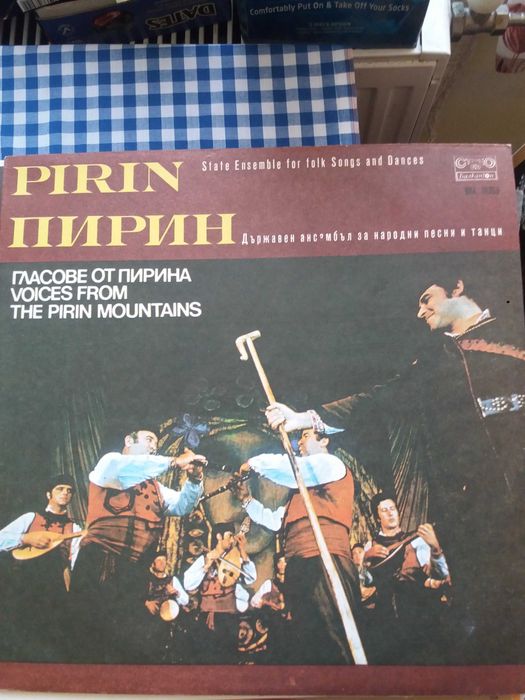 DATES
Comfortably Put On & Take Off Your Socks
PIRIN
State Ensemble for folk Songs and Dances
ПИРИН
Държавен ансамбъл за народни песни и танци
ГЛАСОВЕ ОТ ПИРИНА
VOICES FROM
THE PIRIN MOUNTAINS